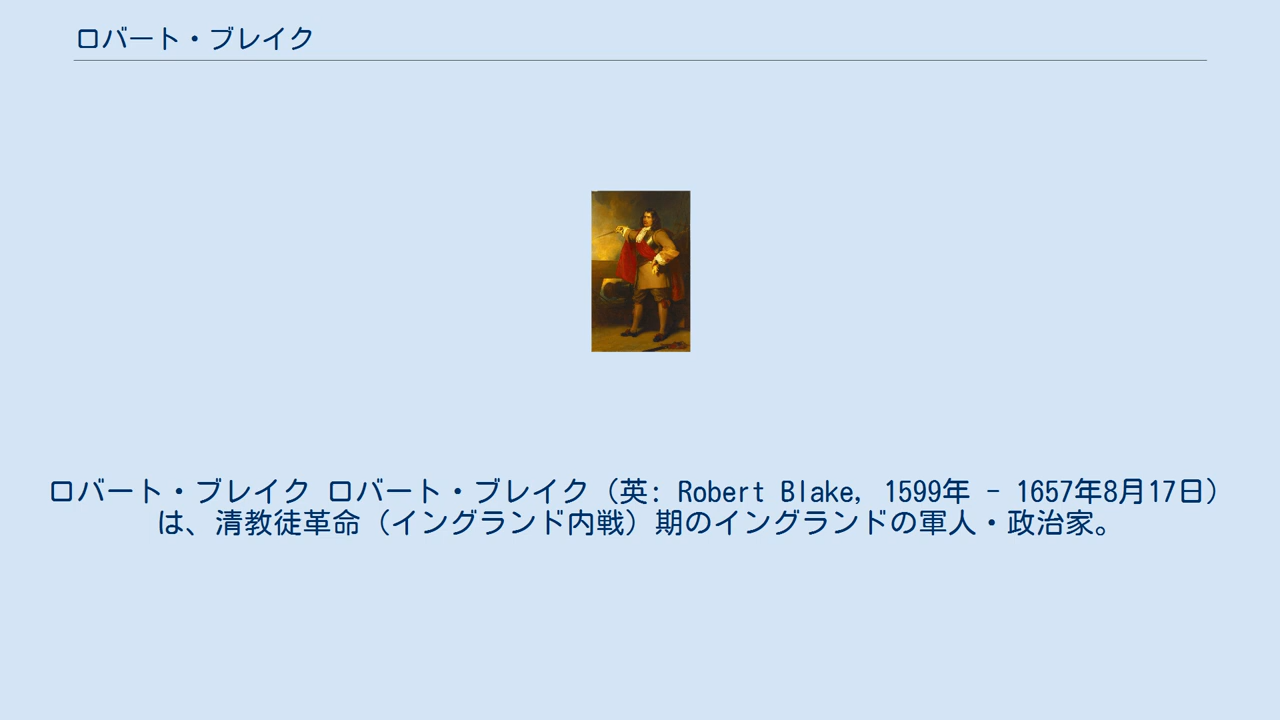 ロバート・ブレイク
ロバート・ブレイク ロバート・ブレイク（英: Robert Blake, 1599年 - 1657年8月17日）
は、清教徒革命（イングランド内戦）期のイングランドの軍人・政治家。